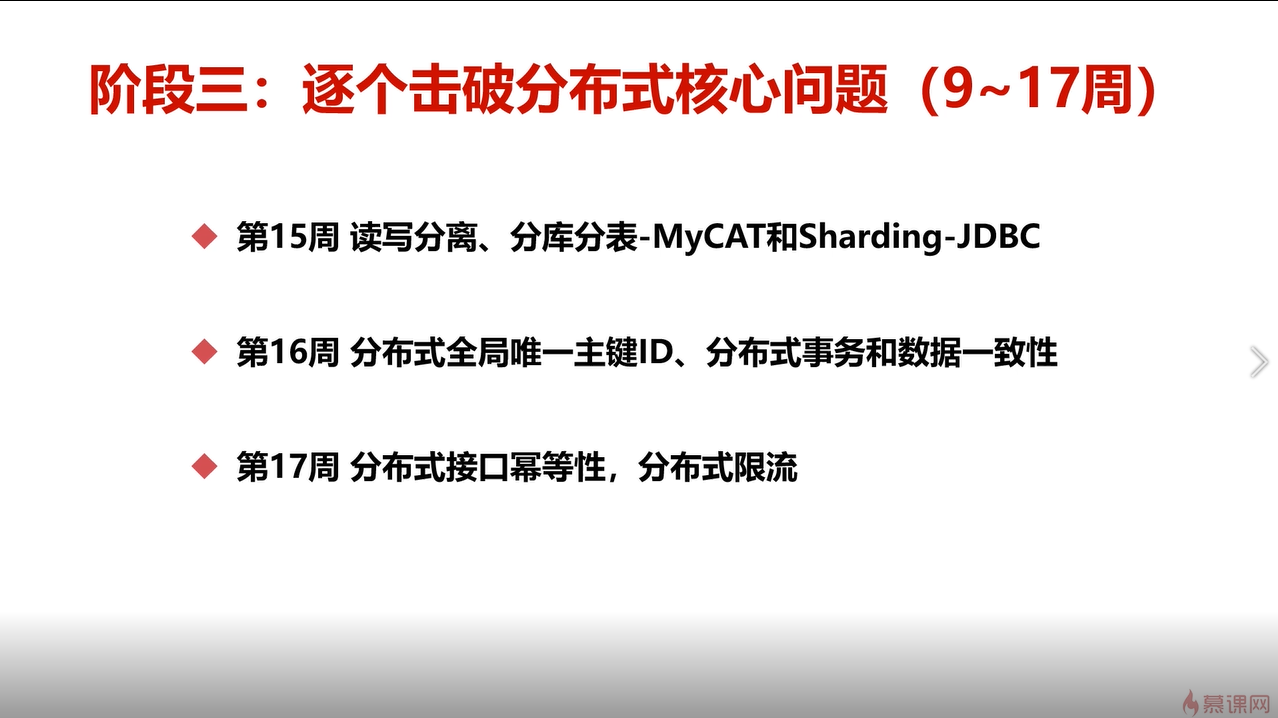 阶段三：逐个击破分布式核心问题（9~17周）
第15周 读写分离、分库分表-MyCAT和Sharding-JDBC
第16周 分布式全局唯一主键ID、分布式事务和数据一致性
第17周 分布式接口幂等性，分布式限流
慕课网